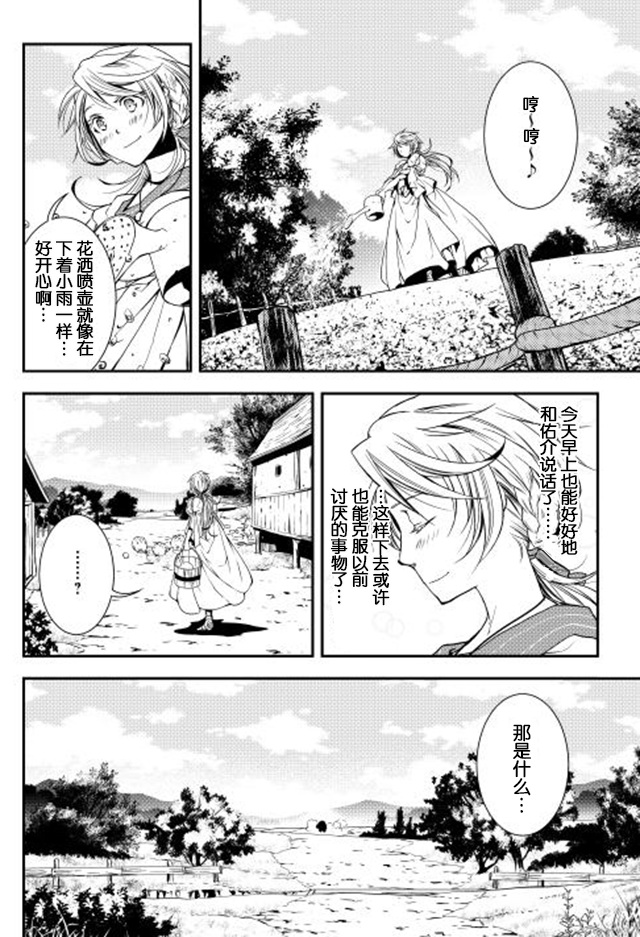 哼～哼～♪
花洒喷壶就像在
下着小雨一样…
好开心啊…
今天早上也能好好地
和佑介说话了……
…这样下去或许
也能克服以前
讨厌的事物了…
……?
那是什么…